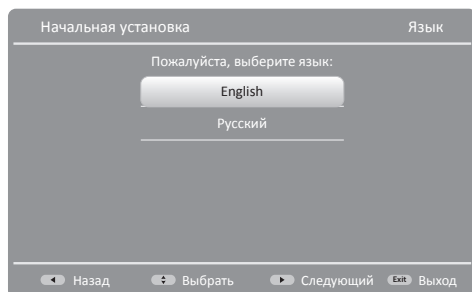 Начальная установка Язык
Пожалуйста, выберите язык:
English
Русский
Назад Выбрать Следующий Exit Выход